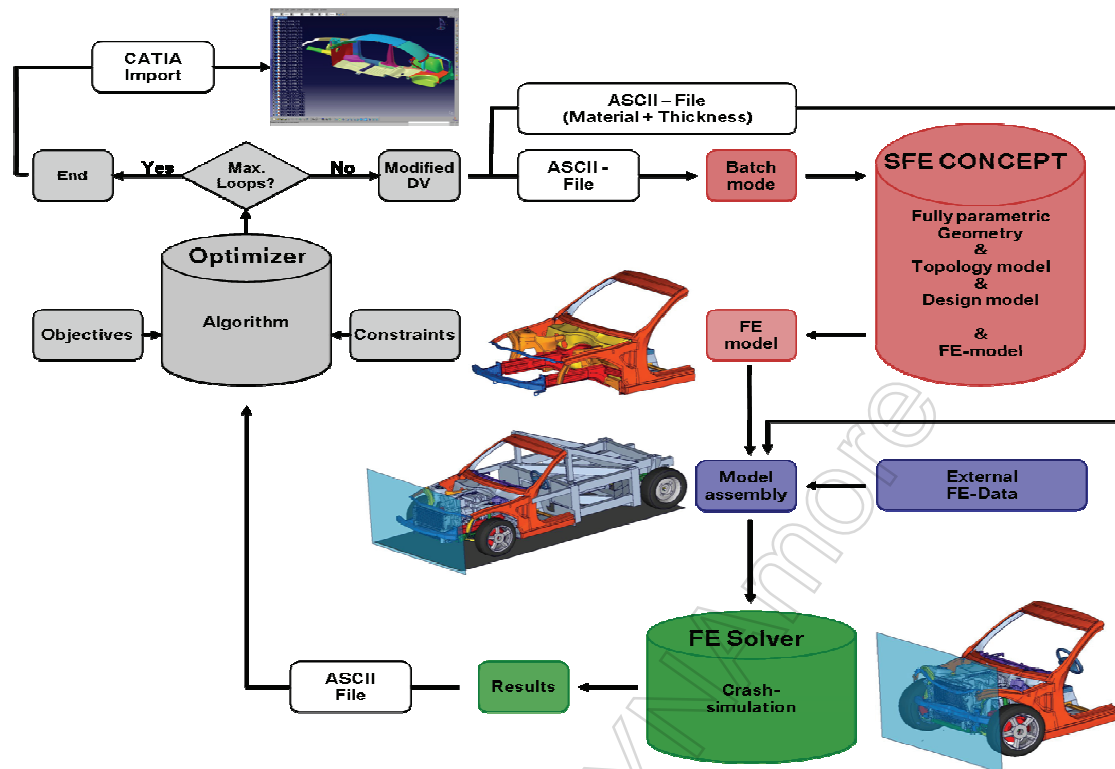 CATIA
Import
ASCII – File
(Material + Thickness)
End
Yes
Max.
Loops?
No
Modified
DV
ASCII -
File
Batch
mode
SFE CONCEPT
Fully parametric
Geometry
&
Topology model
&
Design model
&
FE-model
Optimizer
Algorithm
Objectives
Constraints
FE
model
Model
assembly
External
FE-Data
FE Solver
Crash-
simulation
Results
ASCII
File
YNAmore